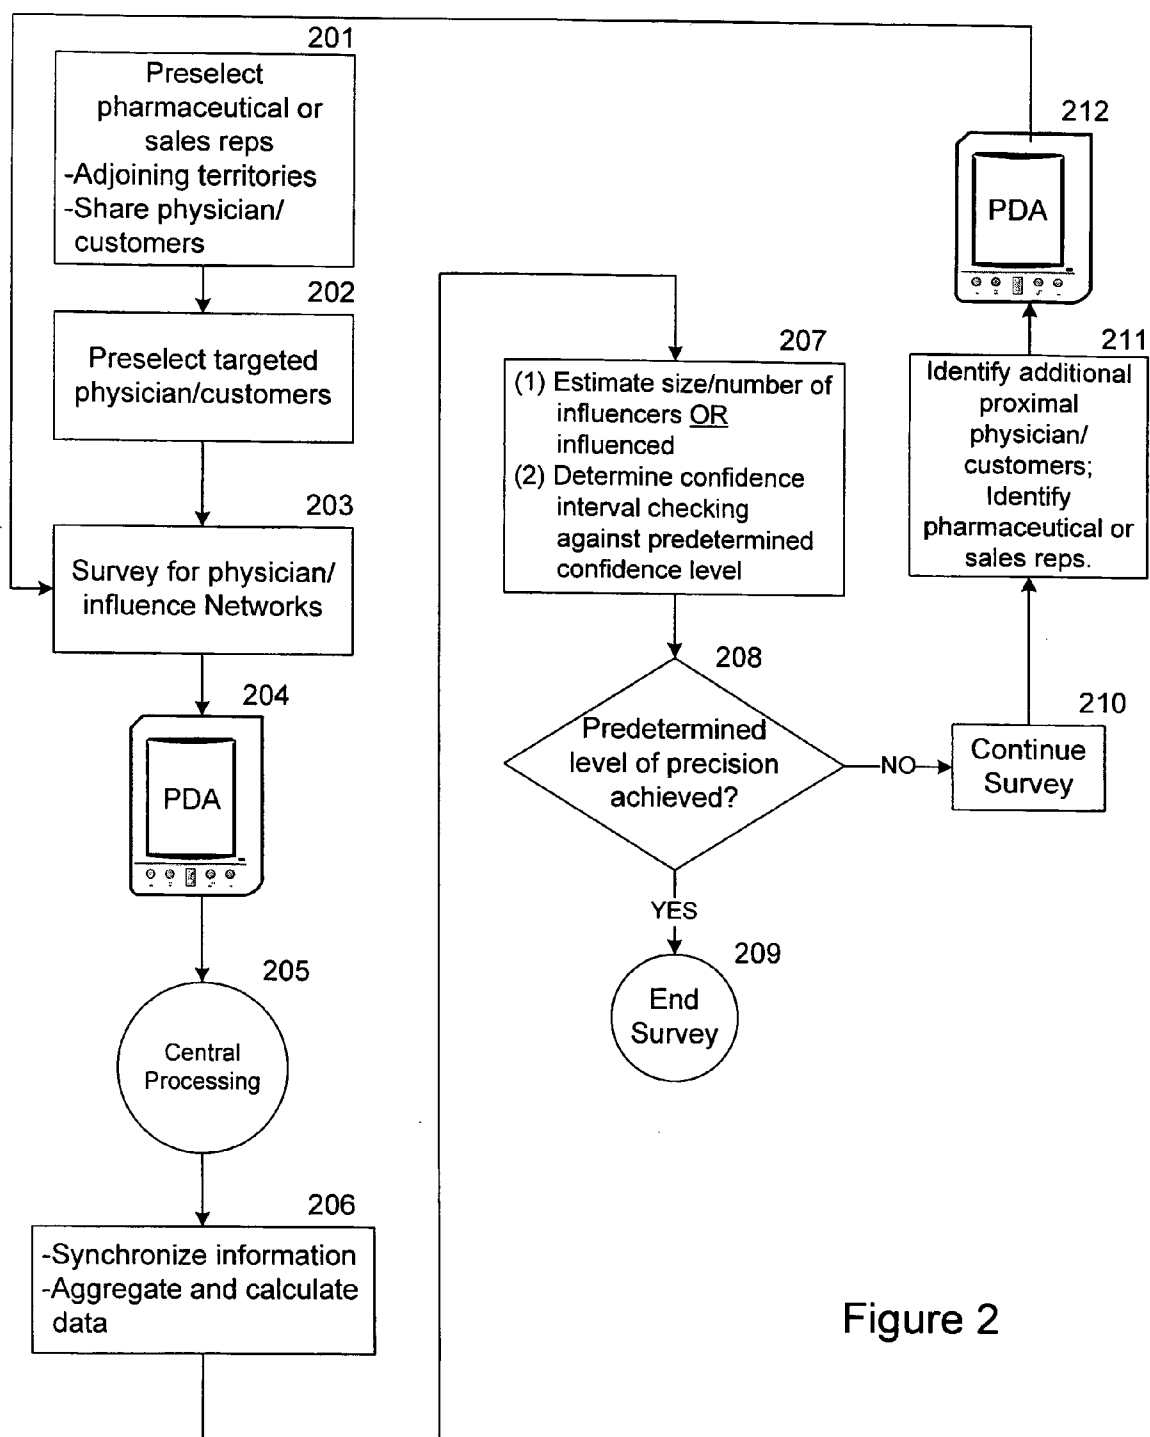 201
Preselect
pharmaceutical or
sales reps
-Adjoining territories
-Share physician/
customers
202
Preselect targeted
physician/customers
203
Survey for physician/
influence Networks
204
PDA
205
Central
Processing
206
-Synchronize information
-Aggregate and calculate
data
207
(1) Estimate size/number of
influencers OR
influenced
(2) Determine confidence
interval checking
against predetermined
confidence level
208
Predetermined
level of precision
achieved?
NO
YES
209
End
Survey
210
Continue
Survey
211
Identify additional
proximal
physician/
customers;
Identify
pharmaceutical or
sales reps.
212
PDA
Figure 2